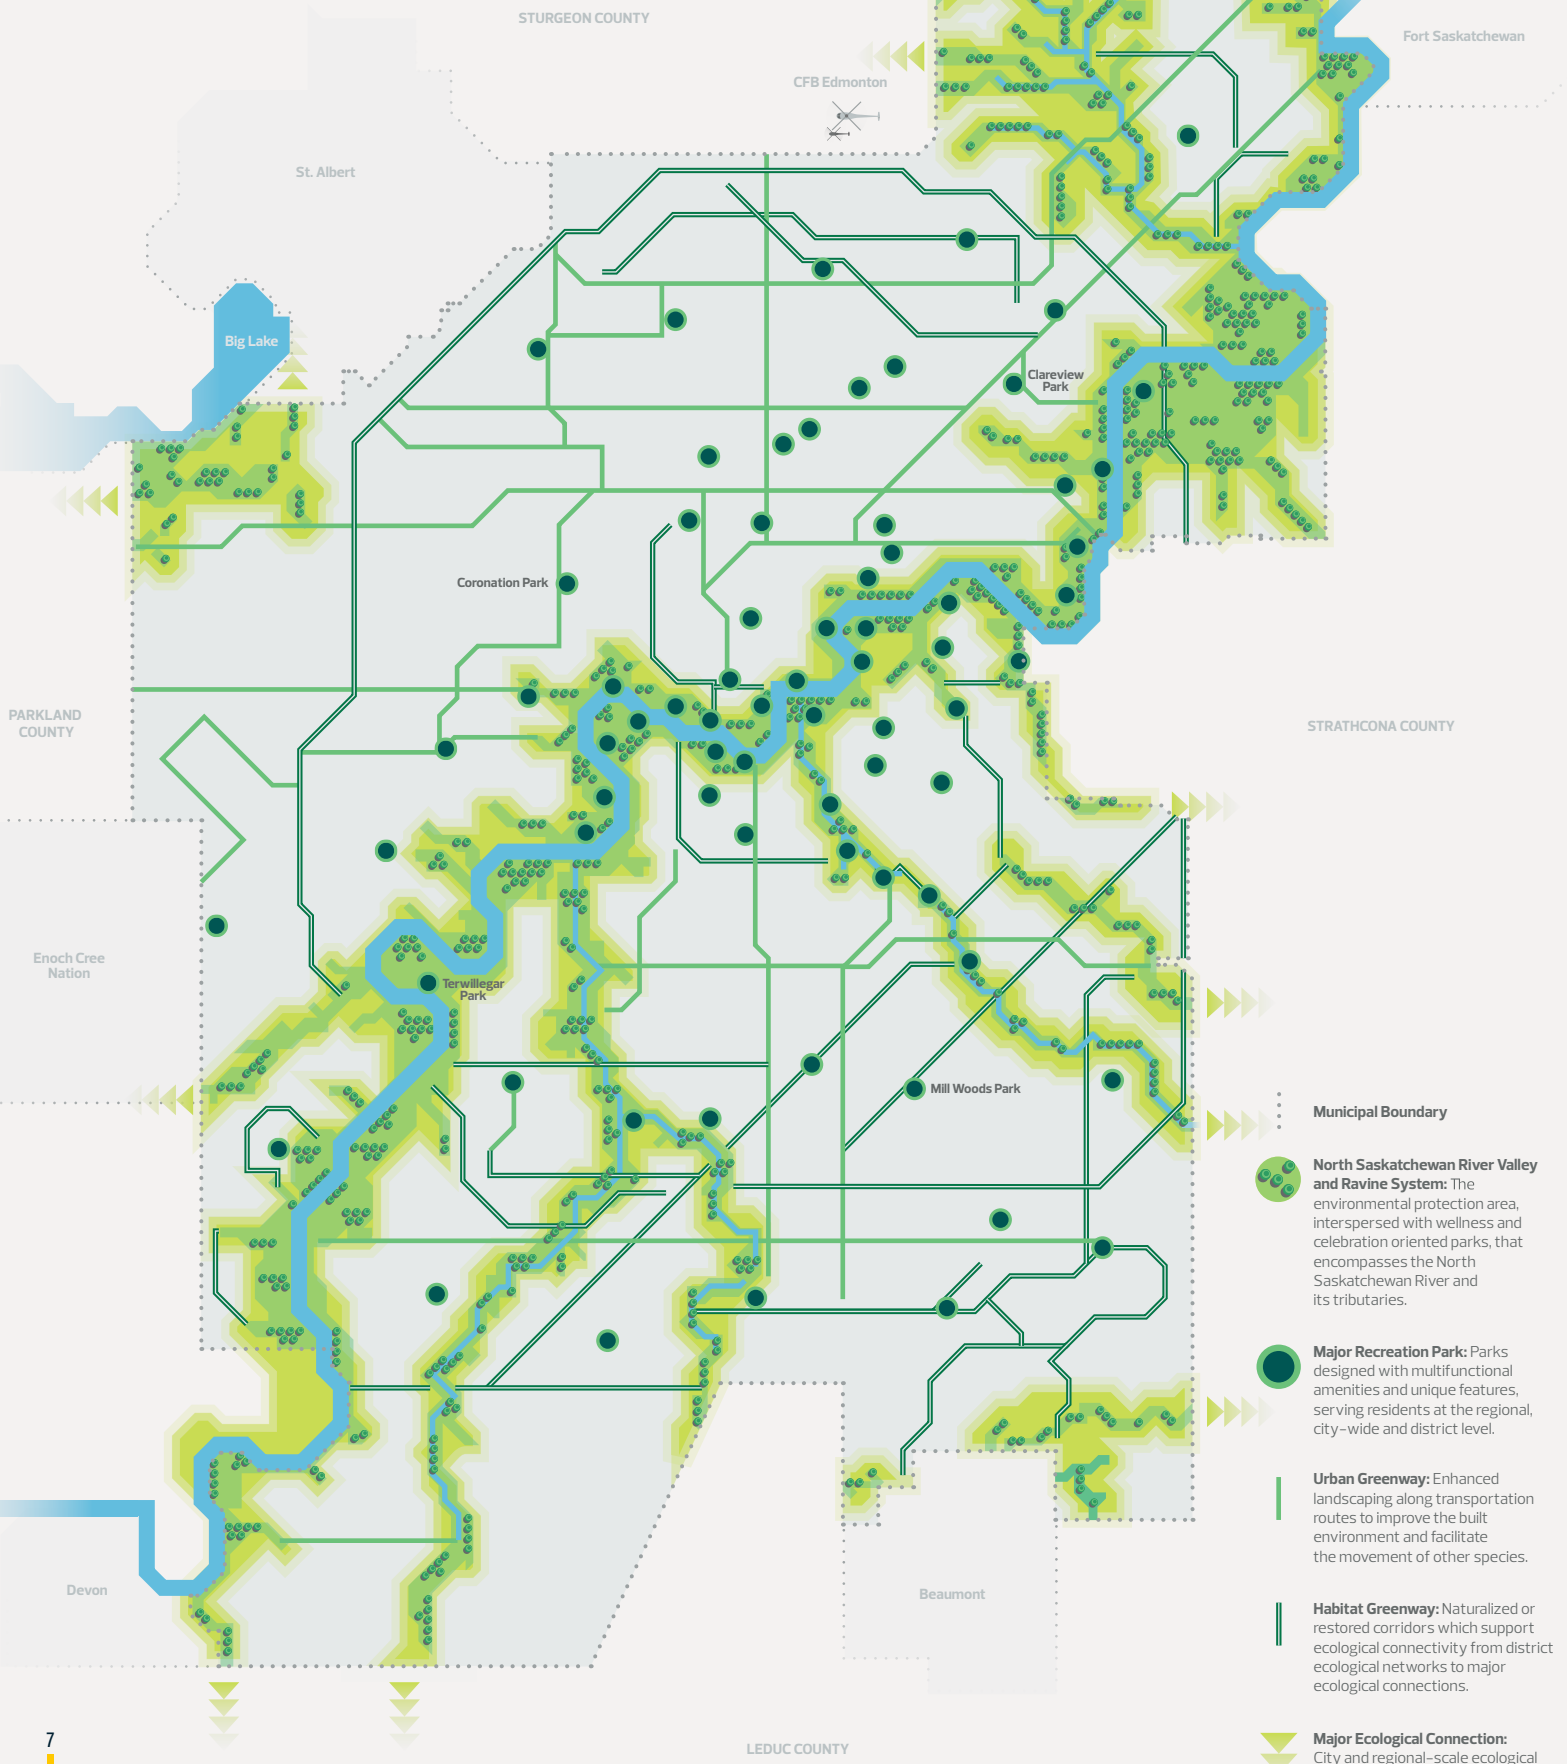 STURGEON COUNTY
Fort Saskatchewan
CFB Edmonton
St. Albert
Big Lake
Clareview
Park
Coronation Park
PARKLAND
COUNTY
STRATHCONA COUNTY
Enoch Cree
Nation
Terwillegar
Park
Mill Woods Park
Devon
Beaumont
LEDUC COUNTY
Municipal Boundary
North Saskatchewan River Valley
and Ravine System: The
environmental protection area,
interspersed with wellness and
celebration oriented parks, that
encompasses the North
Saskatchewan River and
its tributaries.
Major Recreation Park: Parks
designed with multifunctional
amenities and unique features,
serving residents at the regional,
city-wide and district level.
Urban Greenway: Enhanced
landscaping along transportation
routes to improve the built
environment and facilitate
the movement of other species.
Habitat Greenway: Naturalized or
restored corridors which support
ecological connectivity from district
ecological networks to major
ecological connections.
Major Ecological Connection:
City and regional-scale ecological
7